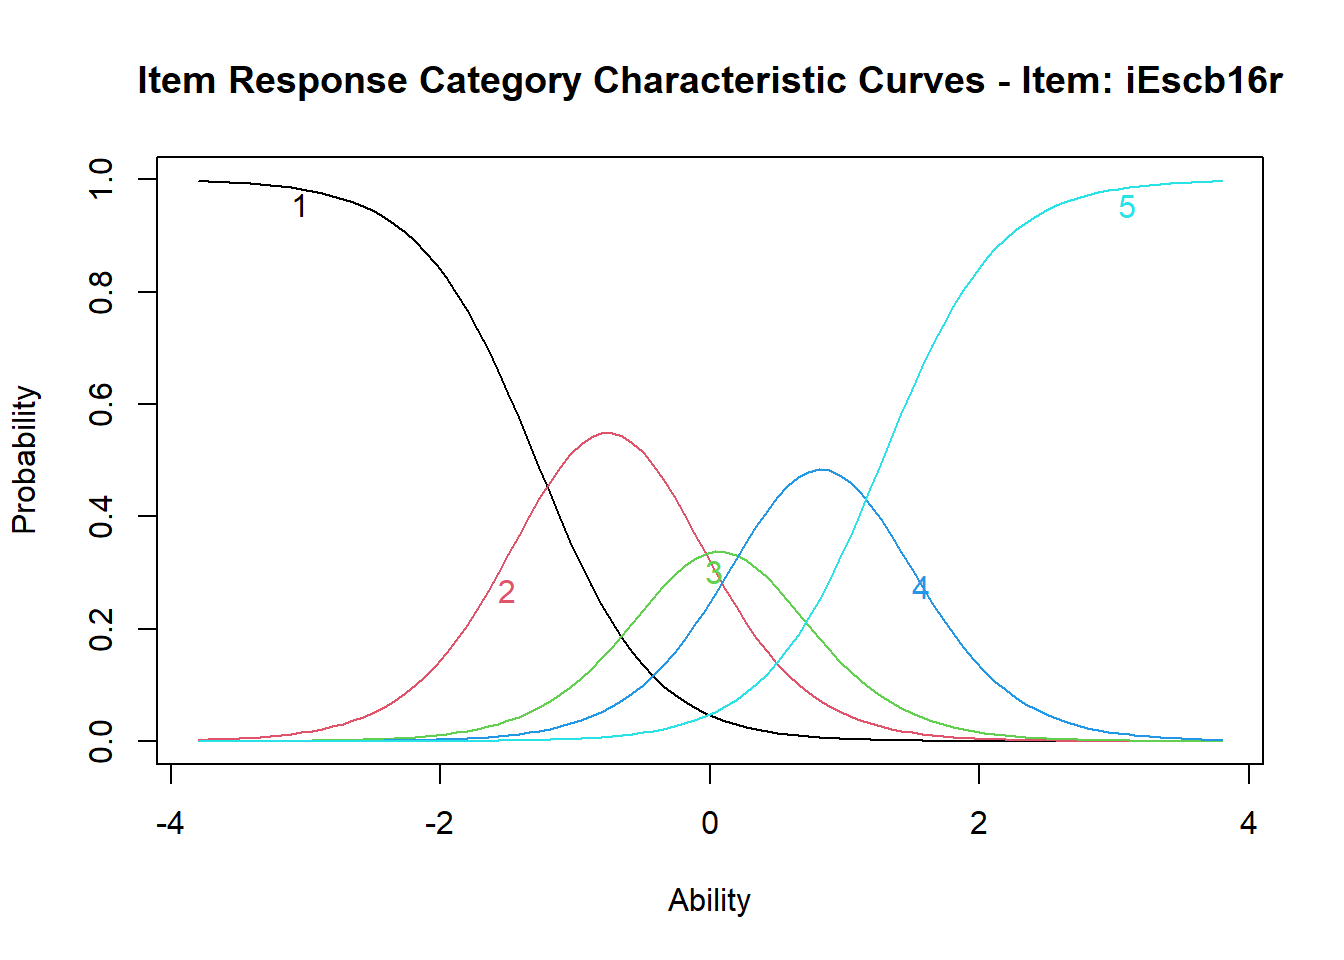 Item Response Category Characteristic Curves - Item: iEscb16r
1.0
0.8
0.6
0.4
0.2
0.0
Probability
1
2
3
4
5
-4 -2 0 2 4
Ability